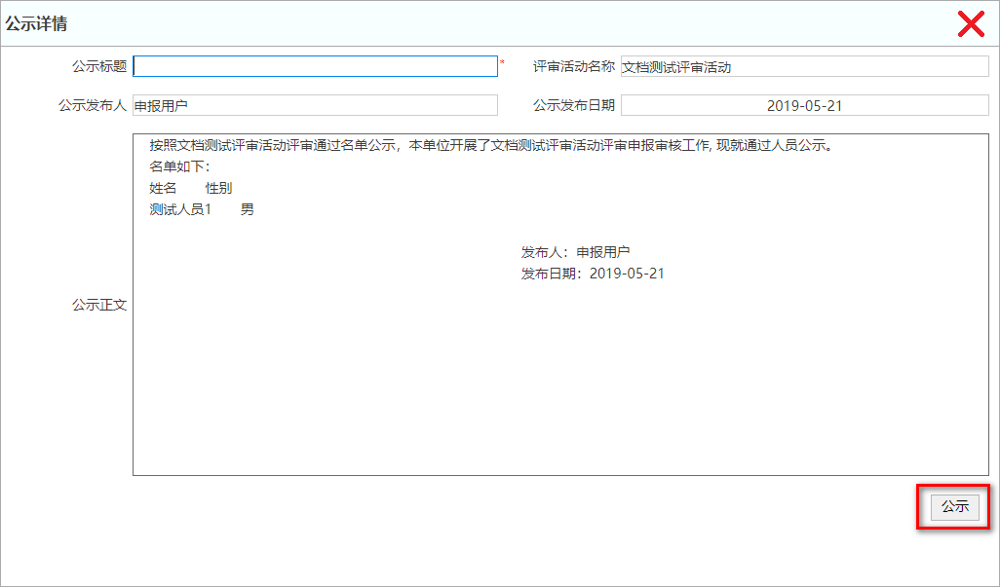 公示详情
公示标题 * 评审活动名称 文档测试评审活动
公示发布人 申报用户 公示发布日期 2019-05-21
按照文档测试评审活动评审通过名单公示，本单位开展了文档测试评审活动评审申报审核工作, 现就通过人员公示。
名单如下：
姓名 性别
测试人员1 男
发布人：申报用户
发布日期：2019-05-21
公示正文
公示